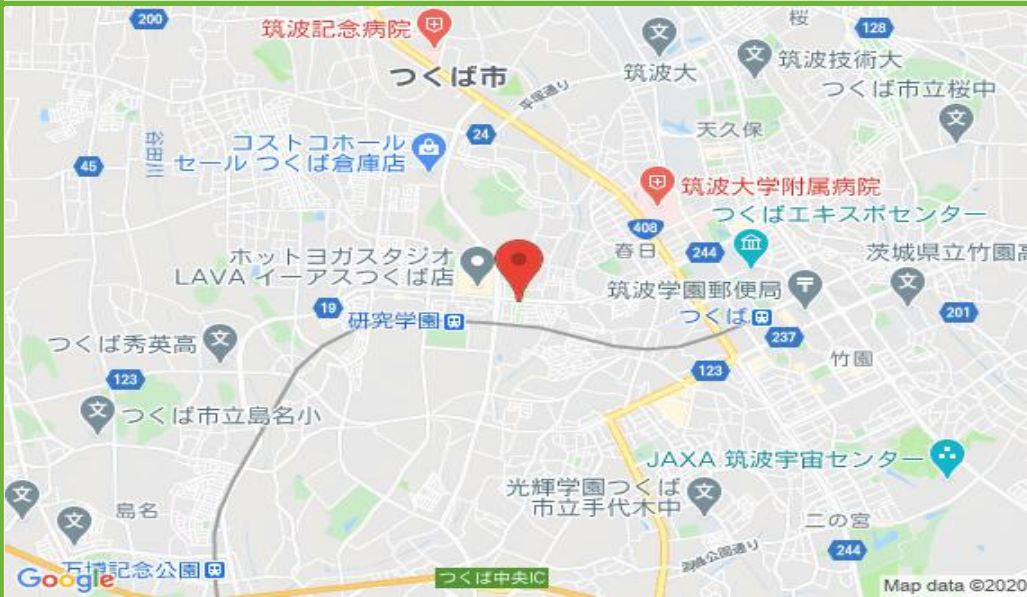 200
筑波記念病院
つくば市
平塚通り
筑波大
桜
128
筑波技術大
つくば市立桜中
谷田川
45
コストコホール
セール つくば倉庫店
24
天久保
筑波大学附属病院
つくばエキスポセンター
408
春日
244
茨城県立竹園高
ホットヨガスタジオ
LAVA イーアスつくば店
筑波学園郵便局
19
研究学園
つくば
237
201
つくば秀英高
123
123
竹園
つくば市立島名小
JAXA 筑波宇宙センター
光輝学園つくば
市立手代木中
島名
二の宮
244
万博記念公園
Google
つくば中央IC
Map data ©2020